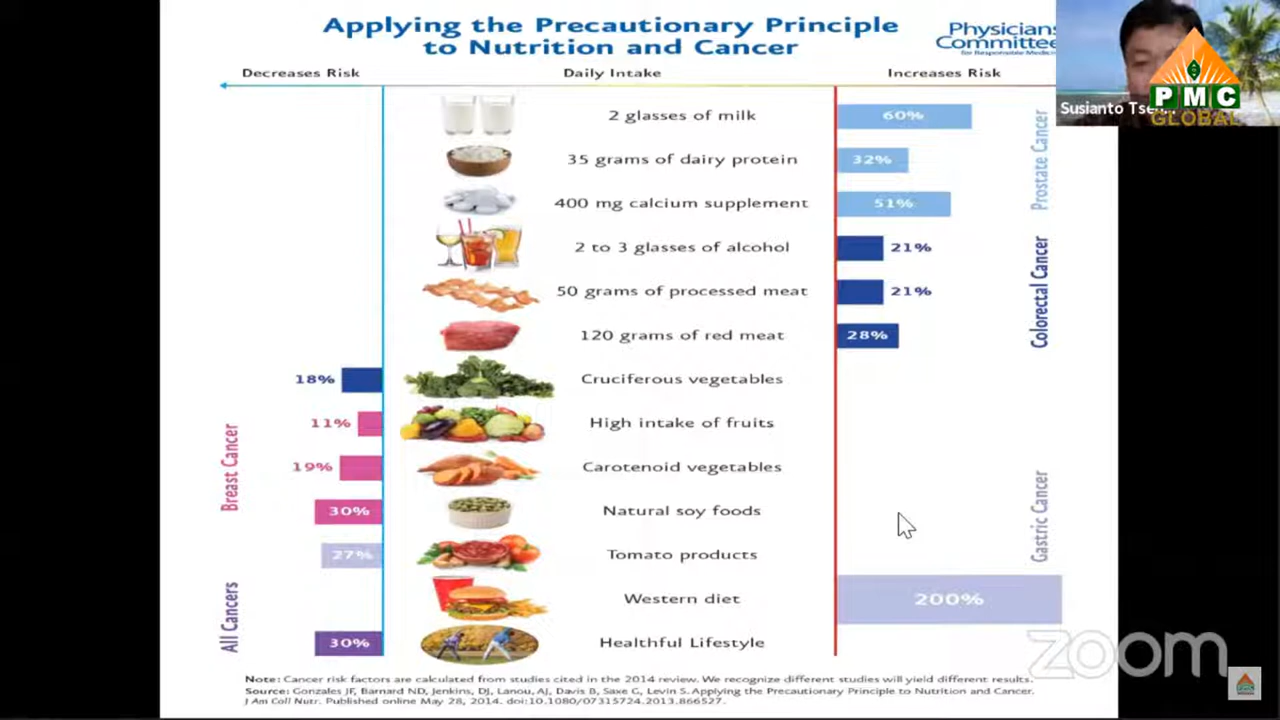 Applying the Precautionary Principle
to Nutrition and Cancer
Physicians
Committee
for Responsible Medicine
Susianto
PMC
GLOBAL
Decreases Risk
Daily Intake
Increases Risk
2 glasses of milk
60%
35 grams of dairy protein
32%
400 mg calcium supplement
51%
Prostate Cancer
2 to 3 glasses of alcohol
21%
50 grams of processed meat
21%
120 grams of red meat
28%
Colorectal Cancer
18%
Cruciferous vegetables
11%
High intake of fruits
19%
Carotenoid vegetables
30%
Natural soy foods
Breast Cancer
27%
Tomato products
Gastric Cancer
Western diet
200%
30%
Healthful Lifestyle
All Cancers
zoom
Note: Cancer risk factors are calculated from studies cited in the 2014 review. We recognize different studies will yield different results.
Source: Gonzales JF, Barnard ND, Jenkins, DJ, Lanou, AJ, Davis B, Saxe G, Levin S. Applying the Precautionary Principle to Nutrition and Cancer.
J Am Coll Nutr. Published online May 28, 2014. doi:10.1080/07315724.2013.866527.